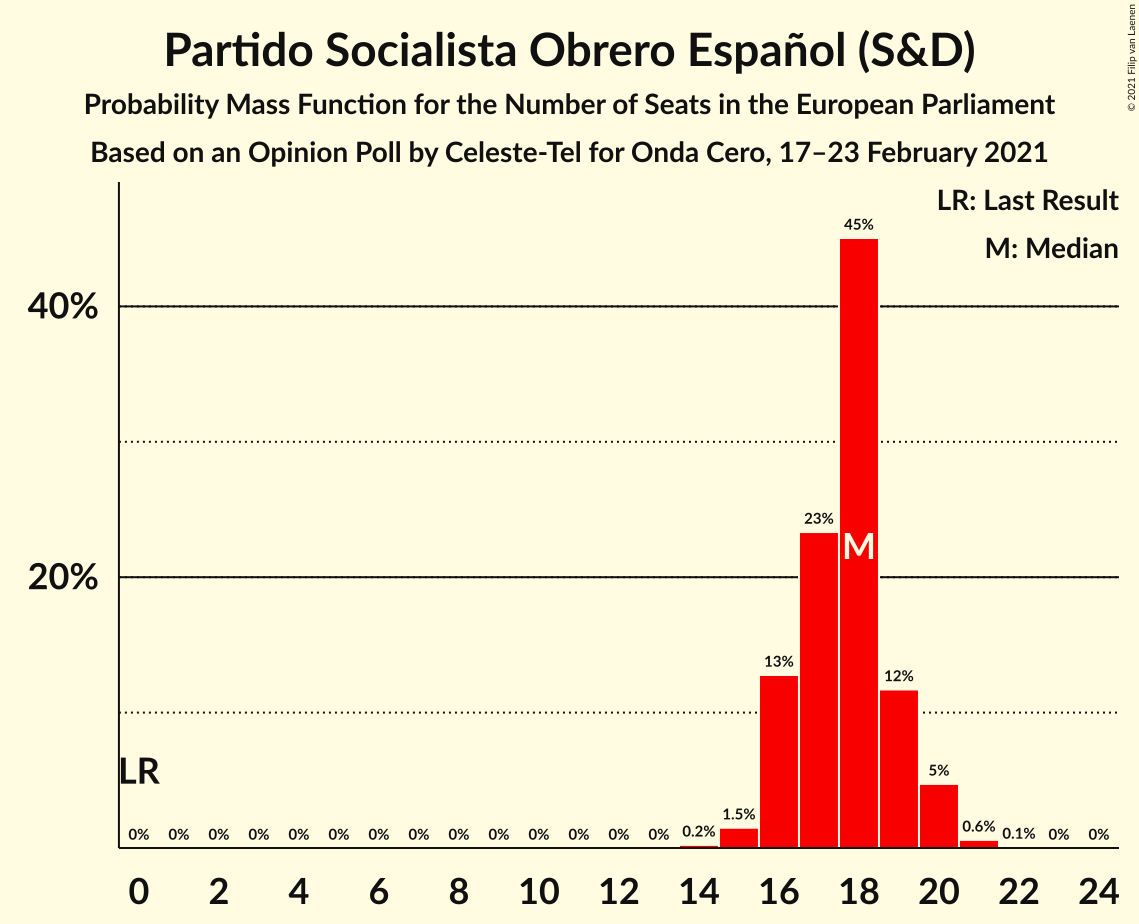 Partido Socialista Obrero Español (S&D)
Probability Mass Function for the Number of Seats in the European Parliament
Based on an Opinion Poll by Celeste-Tel for Onda Cero, 17–23 February 2021
© 2021 Filip van Laenen
LR: Last Result
M: Median
45%
40%
23%
M
20%
13%
12%
LR
5%
1.5%
0% 0% 0% 0% 0% 0% 0% 0% 0% 0% 0% 0% 0% 0% 0.2% 0.6% 0.1% 0% 0%
0 2 4 6 8 10 12 14 16 18 20 22 24